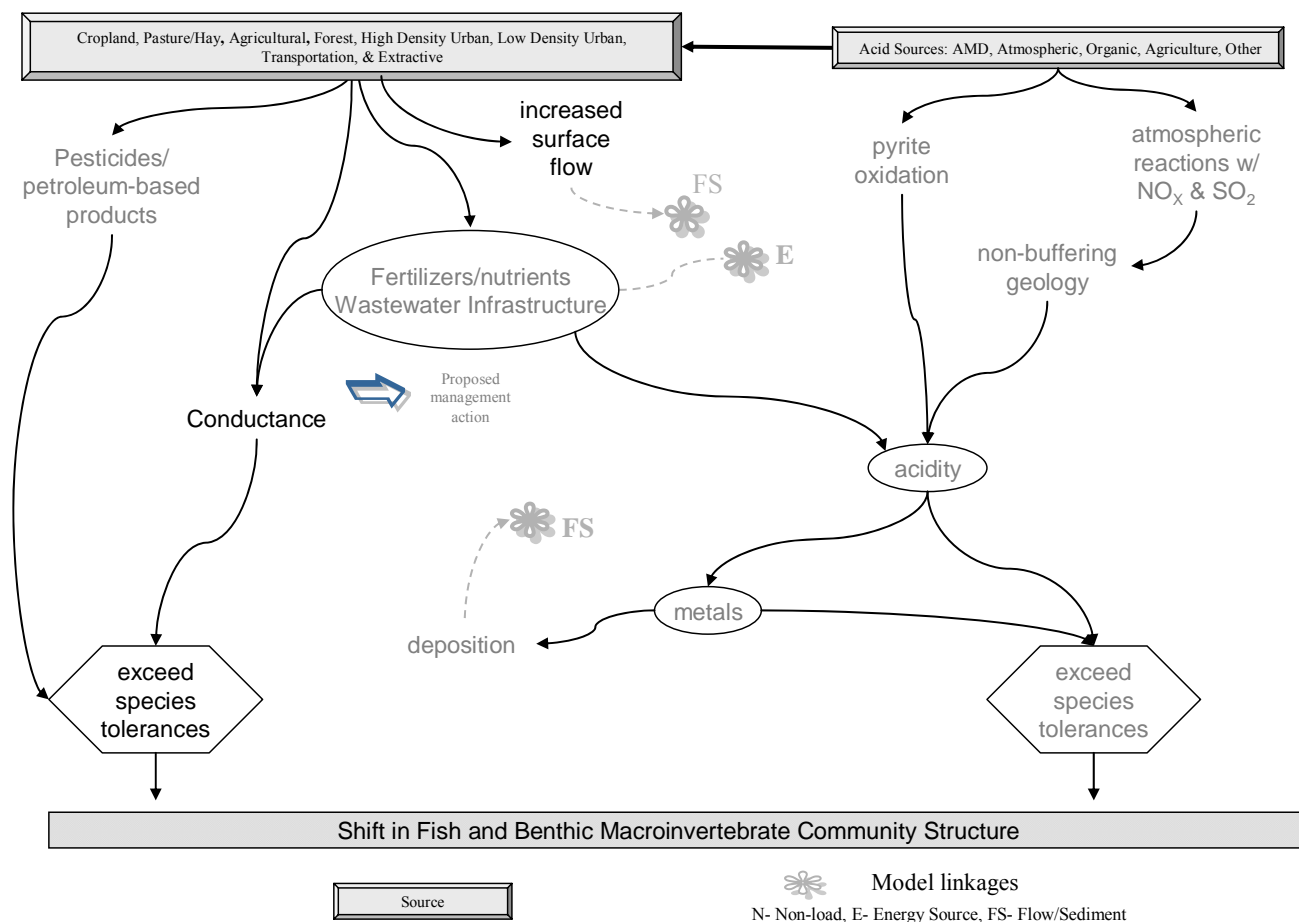 Cropland, Pasture/Hay, Agricultural, Forest, High Density Urban, Low Density Urban,
Transportation, & Extractive
Acid Sources: AMD, Atmospheric, Organic, Agriculture, Other
increased
surface
flow
Pesticides/
petroleum-based
products
pyrite
oxidation
atmospheric
reactions w/
NOX & SO2
FS
E
Fertilizers/nutrients
Wastewater Infrastructure
non-buffering
geology
Proposed
management
action
Conductance
acidity
FS
metals
deposition
exceed
species
tolerances
exceed
species
tolerances
Shift in Fish and Benthic Macroinvertebrate Community Structure
Source
Model linkages
N- Non-load, E- Energy Source, FS- Flow/Sediment